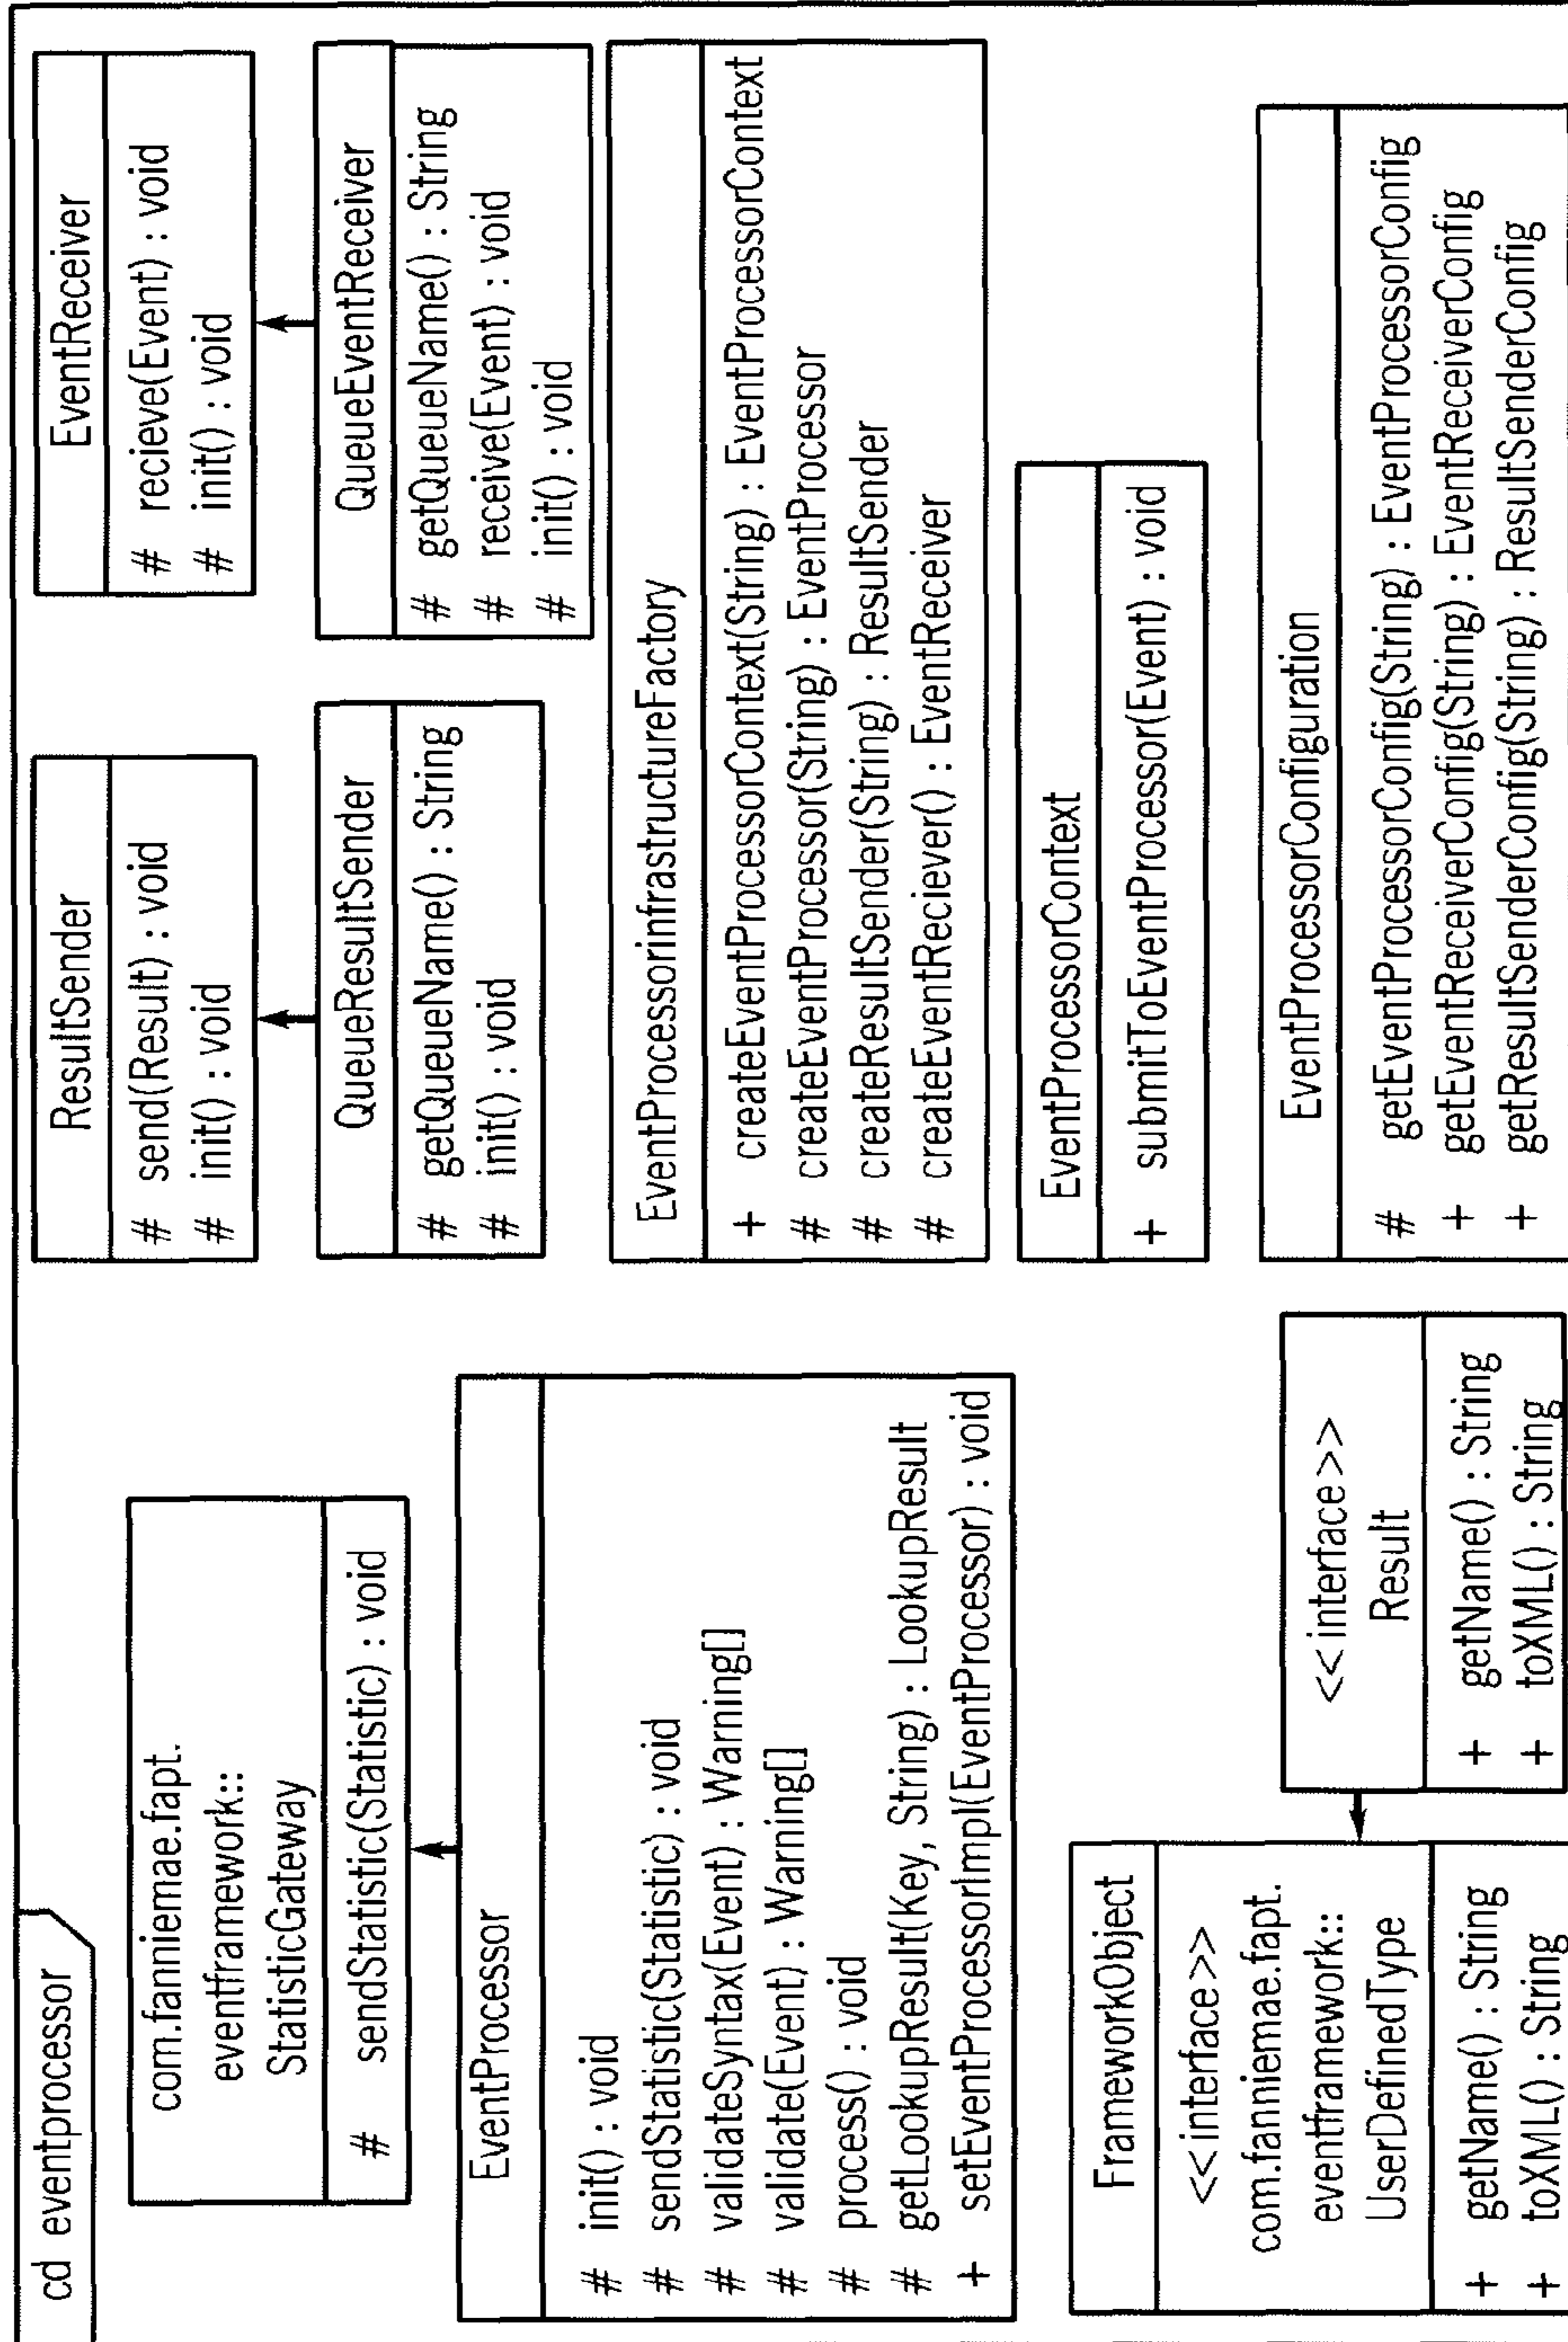 cd eventprocessor
com.fanniemae.fapt.
eventframework::
StatisticGateway
# sendStatistic(Statistic) : void
EventProcessor
# init() : void
# sendStatistic(Statistic) : void
# validateSyntax(Event) : Warning[]
# validate(Event) : Warning[]
# process() : void
# getLookupResult(Key, String) : LookupResult
+ setEventProcessorImpl(EventProcessor) : void
FrameworkObject
<<interface>>
com.fanniemae.fapt.
eventframework::
UserDefinedType
+ getName() : String
+ toXML() : String
<<interface>>
Result
+ getName() : String
+ toXML() : String
ResultSender
# send(Result) : void
# init() : void
QueueResultSender
# getQueueName() : String
# init() : void
EventReceiver
# recieve(Event) : void
# init() : void
QueueEventReceiver
# getQueueName() : String
# receive(Event) : void
# init() : void
EventProcessorinfrastructureFactory
+ createEventProcessorContext(String) : EventProcessorContext
# createEventProcessor(String) : EventProcessor
# createResultSender(String) : ResultSender
# createEventReciever() : EventReceiver
EventProcessorContext
+ submitToEventProcessor(Event) : void
EventProcessorConfiguration
# getEventProcessorConfig(String) : EventProcessorConfig
+ getEventReceiverConfig(String) : EventReceiverConfig
+ getResultSenderConfig(String) : ResultSenderConfig